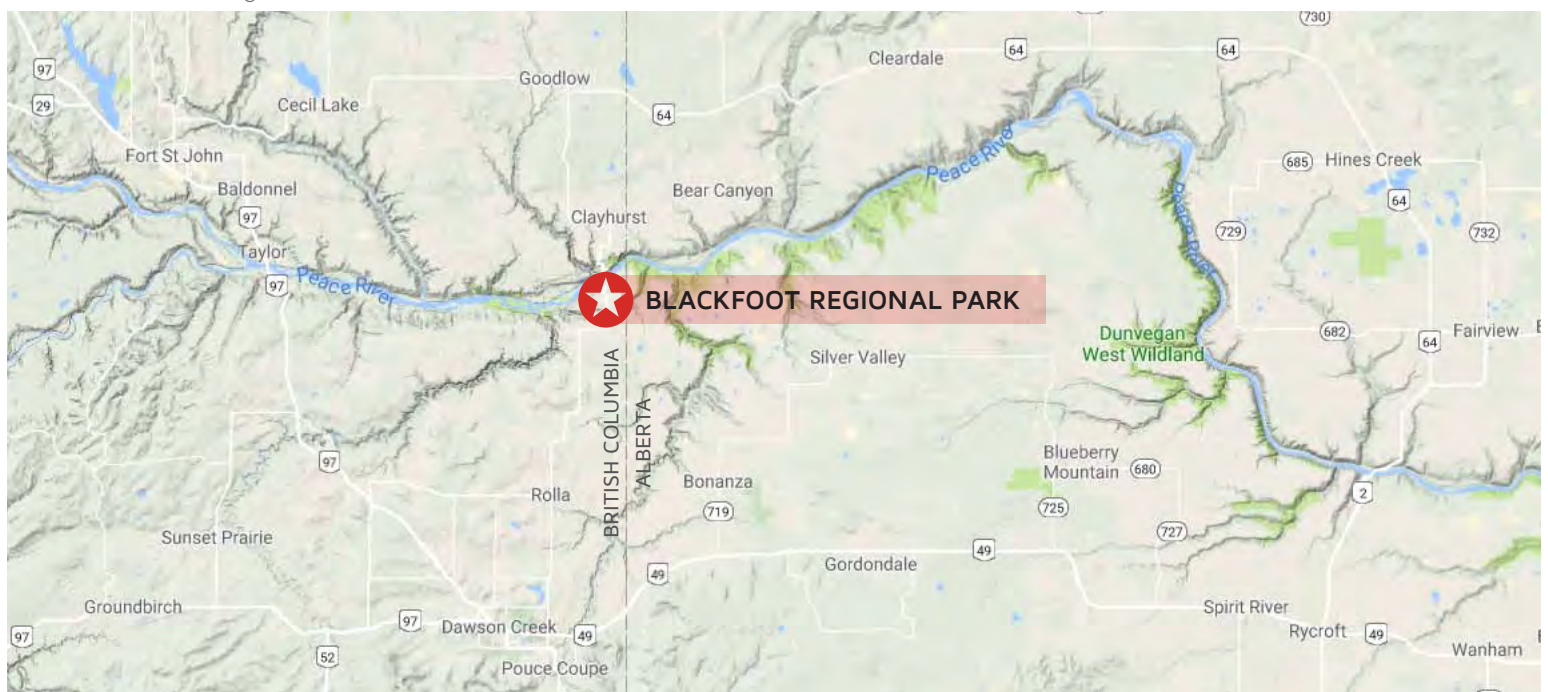 730
97
64
64
Cleardale
Goodlow
29
Cecil Lake
64
Fort St John
685
Hines Creek
Peace River
Baldonnel
Bear Canyon
64
97
Clayhurst
Peace River
729
732
Taylor
97
Peace River
BLACKFOOT REGIONAL PARK
682
Fairview
64
Dunvegan
West Wildland
Silver Valley
BRITISH COLUMBIA
ALBERTA
97
Blueberry
Mountain
680
Bonanza
Rolla
2
719
725
727
Sunset Prairie
49
Gordondale
49
Groundbirch
Spirit River
97
Dawson Creek
49
Rycroft
49
97
52
Wanham
Pouce Coupe